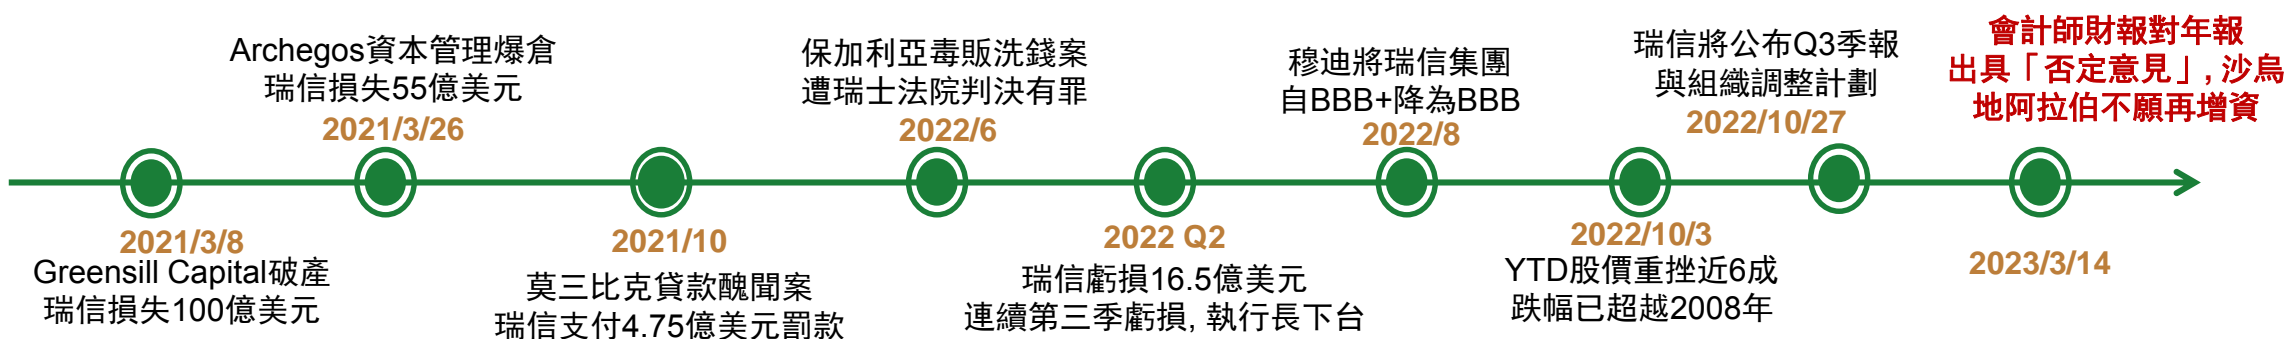 2021/3/8
Greensill Capital破產
瑞信損失100億美元
Archegos資本管理爆倉
瑞信損失55億美元
2021/3/26
2021/10
莫三比克貸款醜聞案
瑞信支付4.75億美元罰款
保加利亞毒販洗錢案
遭瑞士法院判決有罪
2022/6
2022 Q2
瑞信虧損16.5億美元
連續第三季虧損, 執行長下台
穆迪將瑞信集團
自BBB+降為BBB
2022/8
2022/10/3
YTD股價重挫近6成
跌幅已超越2008年
瑞信將公布Q3季報
與組織調整計劃
2022/10/27
會計師財報對年報
出具「否定意見」, 沙烏
地阿拉伯不願再增資
2023/3/14